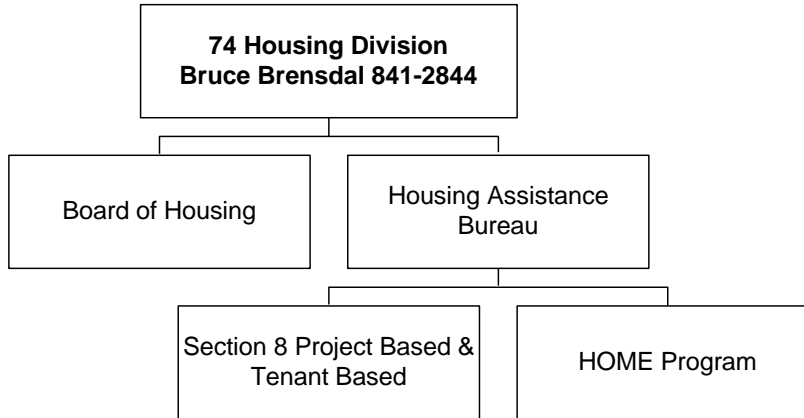 74 Housing Division
Bruce Brensdal 841-2844
Board of Housing
Housing Assistance
Bureau
Section 8 Project Based &
Tenant Based
HOME Program